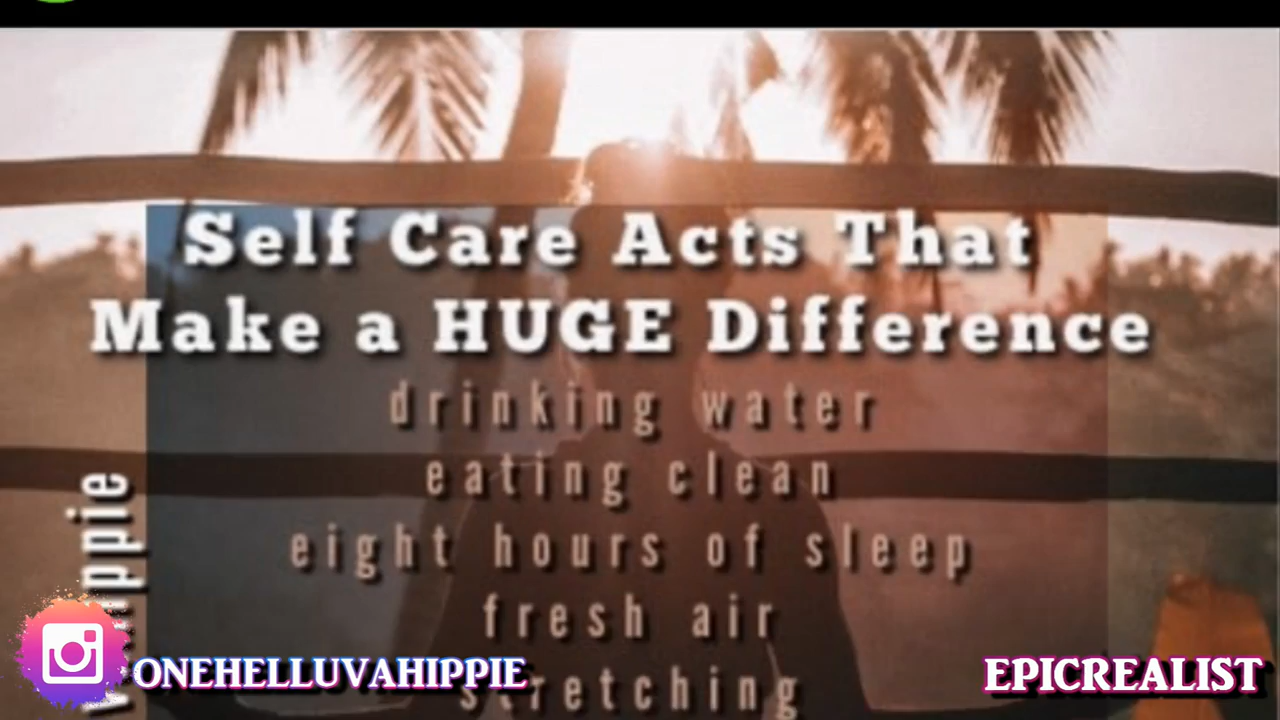 Self Care Acts That
Make a HUGE Difference
drinking water
eating clean
eight hours of sleep
fresh air
stretching
ONEHELLUVAHIPPIE
EPICREALIST